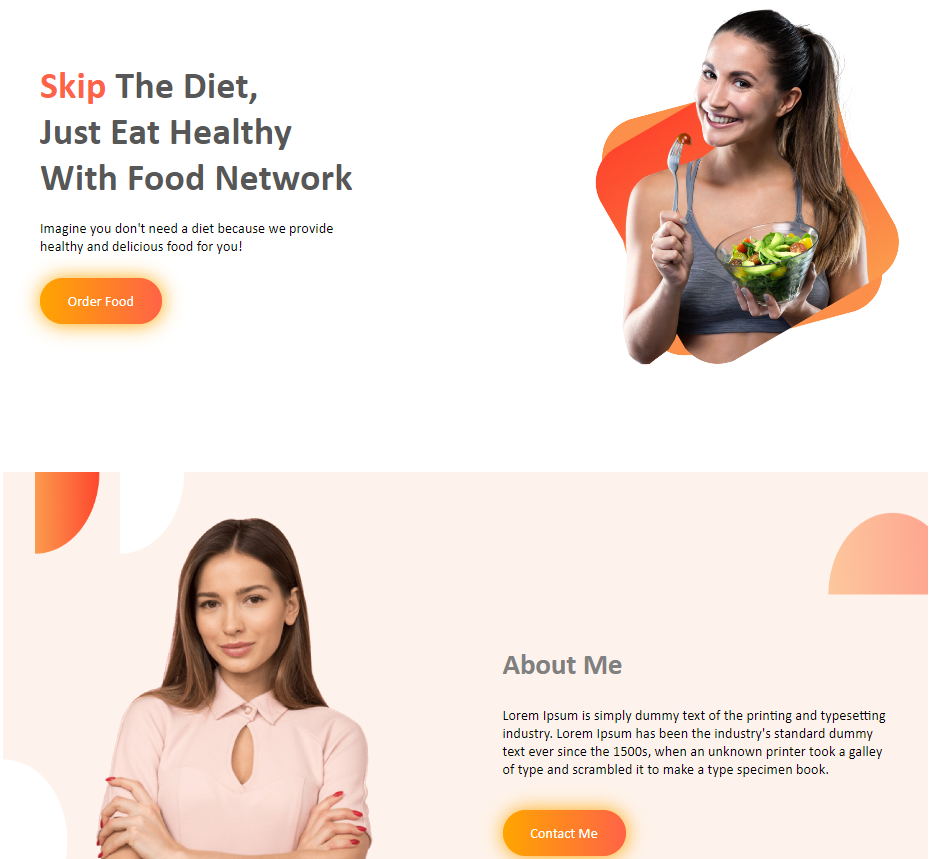 Skip The Diet,
Just Eat Healthy
With Food Network
Imagine you don't need a diet because we provide
healthy and delicious food for you!
Order Food
About Me
Lorem Ipsum is simply dummy text of the printing and typesetting
industry. Lorem Ipsum has been the industry's standard dummy
text ever since the 1500s, when an unknown printer took a galley
of type and scrambled it to make a type specimen book.
Contact Me